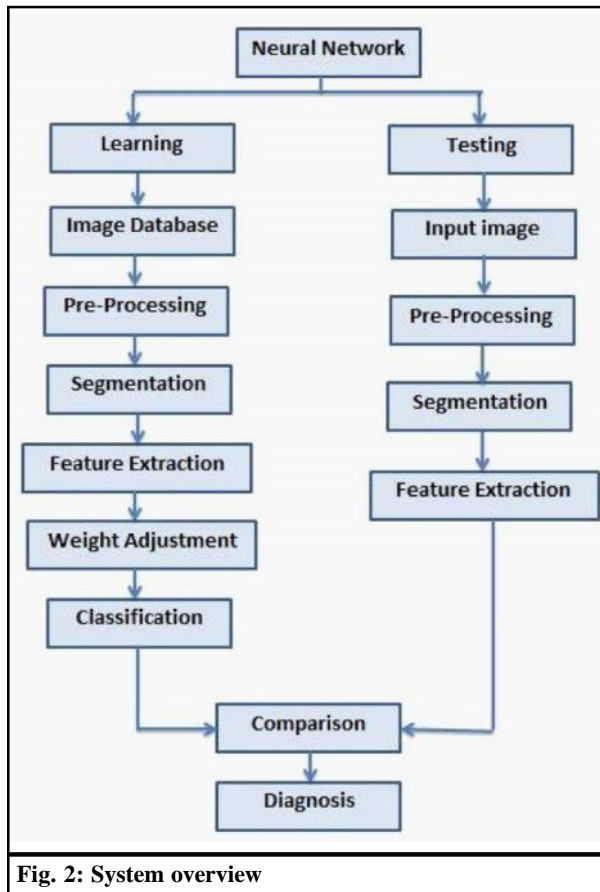 Neural Network
Learning
Testing
Image Database
Input image
Pre-Processing
Pre-Processing
Segmentation
Segmentation
Feature Extraction
Feature Extraction
Weight Adjustment
Classification
Comparison
Diagnosis
Fig. 2: System overview